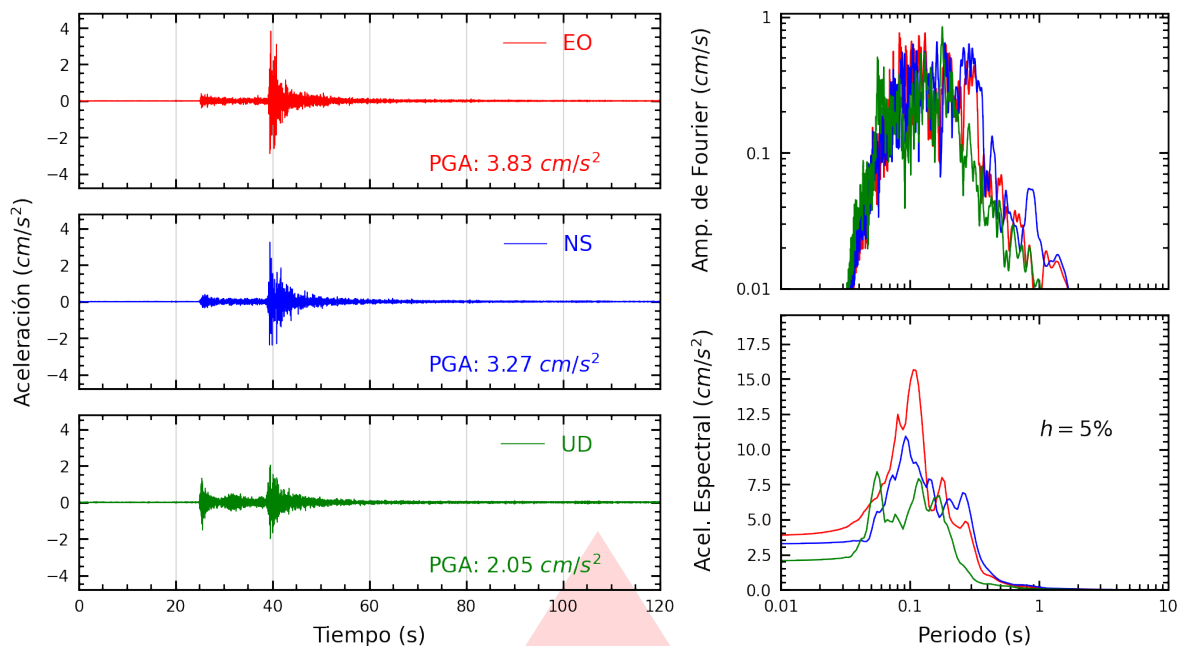 Aceleración (cm/s²)
4
2
0
−2
−4
EO
PGA: 3.83 cm/s²
4
2
0
−2
−4
NS
PGA: 3.27 cm/s²
4
2
0
−2
−4
UD
PGA: 2.05 cm/s²
0 20 40 60 80 100 120
Tiempo (s)
Amp. de Fourier (cm/s)
1
0.1
0.01
Acel. Espectral (cm/s²)
17.5
15.0
12.5
10.0
7.5
5.0
2.5
0.0
h = 5%
0.01 0.1 1 10
Periodo (s)